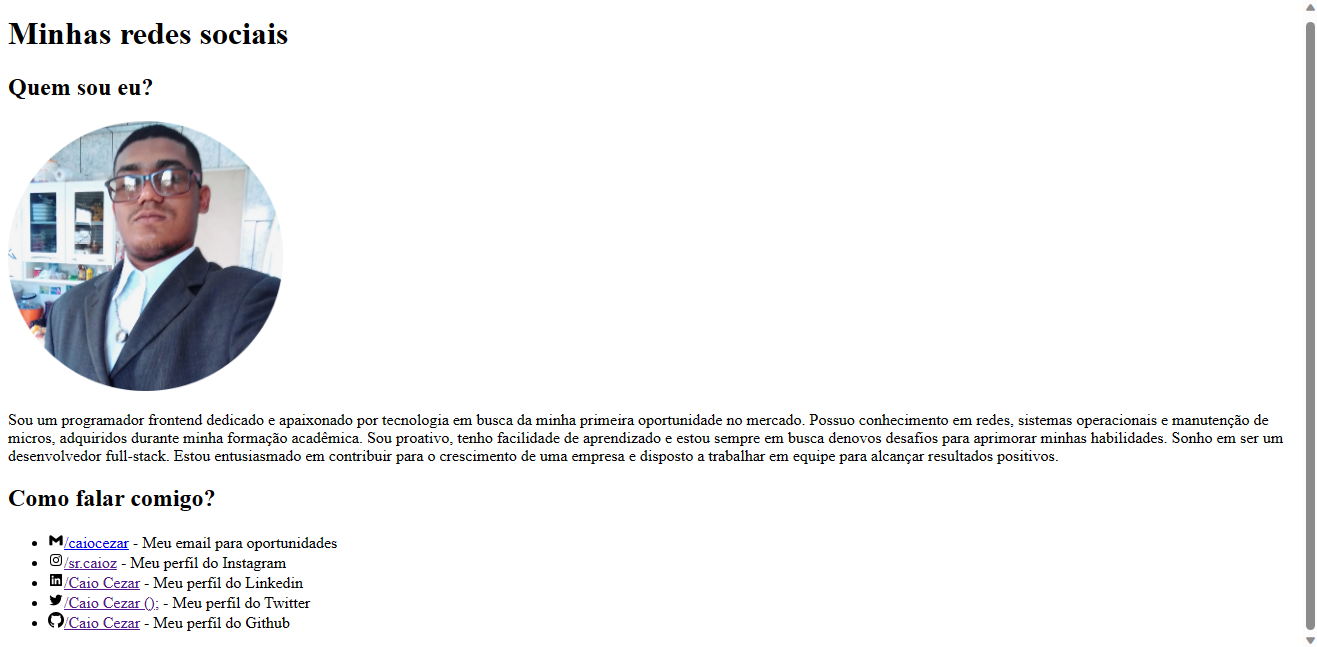 Minhas redes sociais
Quem sou eu?
Sou um programador frontend dedicado e apaixonado por tecnologia em busca da minha primeira oportunidade no mercado. Possuo conhecimento em redes, sistemas operacionais e manutenção de
micros, adquiridos durante minha formação acadêmica. Sou proativo, tenho facilidade de aprendizado e estou sempre em busca denovos desafios para aprimorar minhas habilidades. Sonho em ser um
desenvolvedor full-stack. Estou entusiasmado em contribuir para o crescimento de uma empresa e disposto a trabalhar em equipe para alcançar resultados positivos.
Como falar comigo?
/caiocezar - Meu email para oportunidades
/sr.caioz - Meu perfil do Instagram
/Caio Cezar - Meu perfil do Linkedin
/Caio Cezar (); - Meu perfil do Twitter
/Caio Cezar - Meu perfil do Github